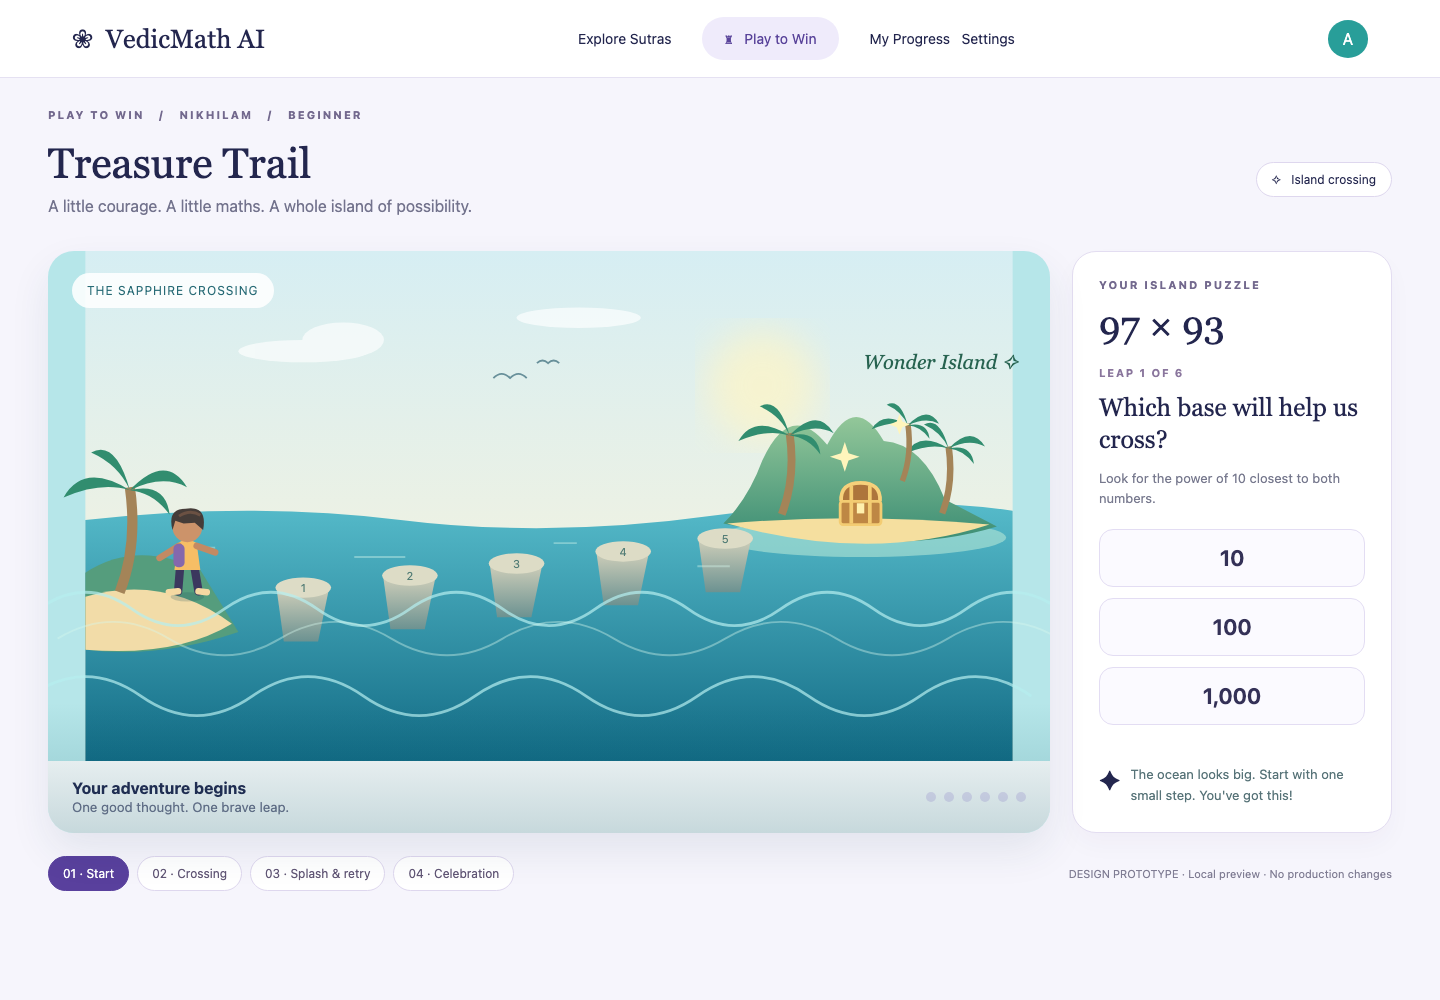 VedicMath AI
Explore Sutras
Play to Win
My Progress
Settings
A
PLAY TO WIN / NIKHILAM / BEGINNER
Treasure Trail
A little courage. A little maths. A whole island of possibility.
Island crossing
THE SAPPHIRE CROSSING
Wonder Island
1
2
3
4
5
Your adventure begins
One good thought. One brave leap.
YOUR ISLAND PUZZLE
97 × 93
LEAP 1 OF 6
Which base will help us
cross?
Look for the power of 10 closest to both
numbers.
10
100
1,000
The ocean looks big. Start with one
small step. You've got this!
01 · Start
02 · Crossing
03 · Splash & retry
04 · Celebration
DESIGN PROTOTYPE · Local preview · No production changes